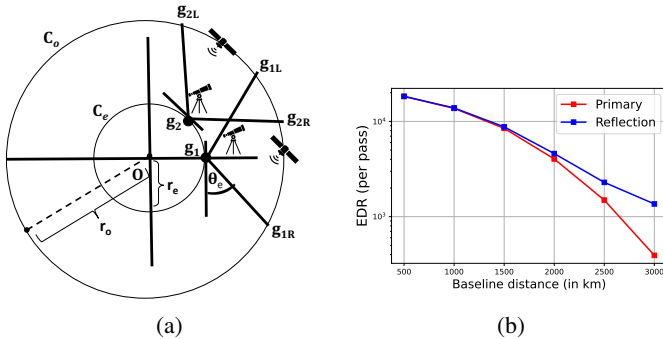 C_o
g_2L
g_1L
C_e
g_2
g_2R
g_1
O
r_e
θ_e
r_o
g_1R
(a)
Primary
Reflection
EDR (per pass)
10^4
10^3
500 1000 1500 2000 2500 3000
Baseline distance (in km)
(b)